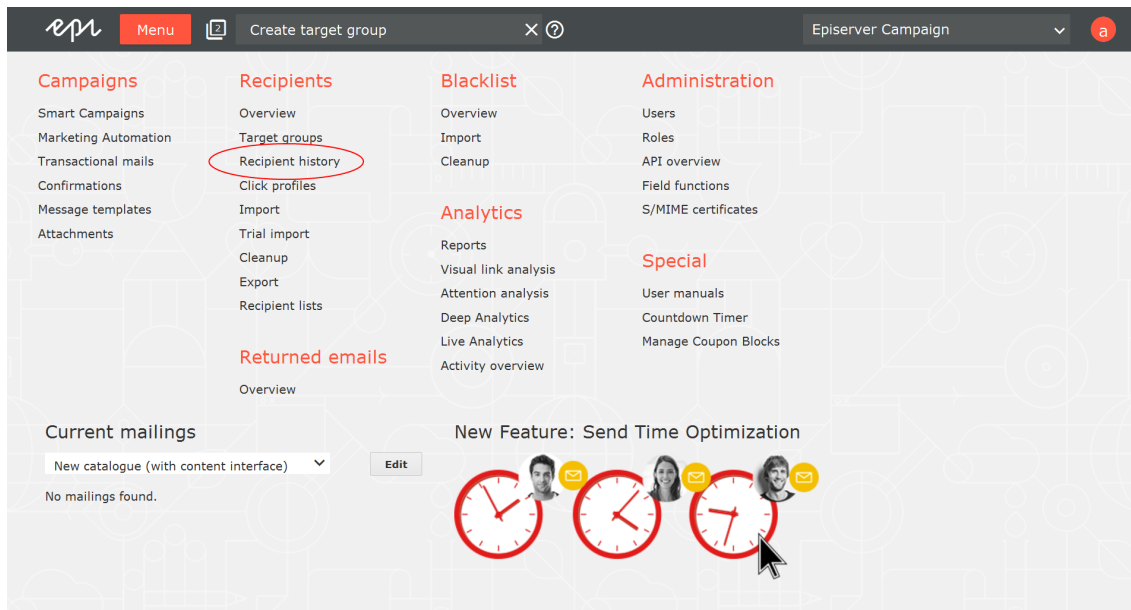 epi
Menu
2
Create target group
Episerver Campaign
a
Campaigns
Smart Campaigns
Marketing Automation
Transactional mails
Confirmations
Message templates
Attachments
Recipients
Overview
Target groups
Recipient history
Click profiles
Import
Trial import
Cleanup
Export
Recipient lists
Returned emails
Overview
Blacklist
Overview
Import
Cleanup
Analytics
Reports
Visual link analysis
Attention analysis
Deep Analytics
Live Analytics
Activity overview
Administration
Users
Roles
API overview
Field functions
S/MIME certificates
Special
User manuals
Countdown Timer
Manage Coupon Blocks
Current mailings
New catalogue (with content interface)
Edit
No mailings found.
New Feature: Send Time Optimization